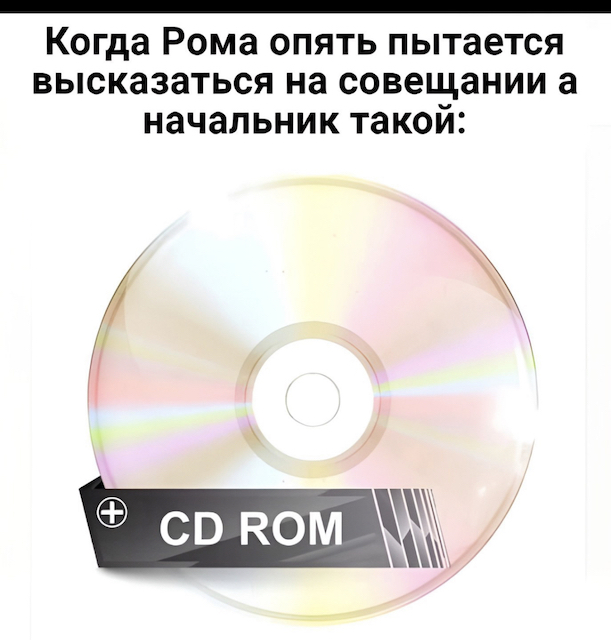 Когда Рома опять пытается
высказаться на совещании а
начальник такой:
CD ROM